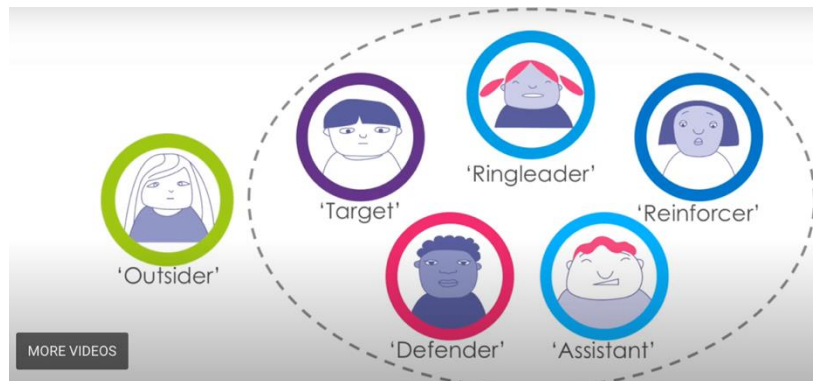 ‘Ringleader’
‘Target’
‘Reinforcer’
‘Outsider’
‘Defender’
‘Assistant’
MORE VIDEOS